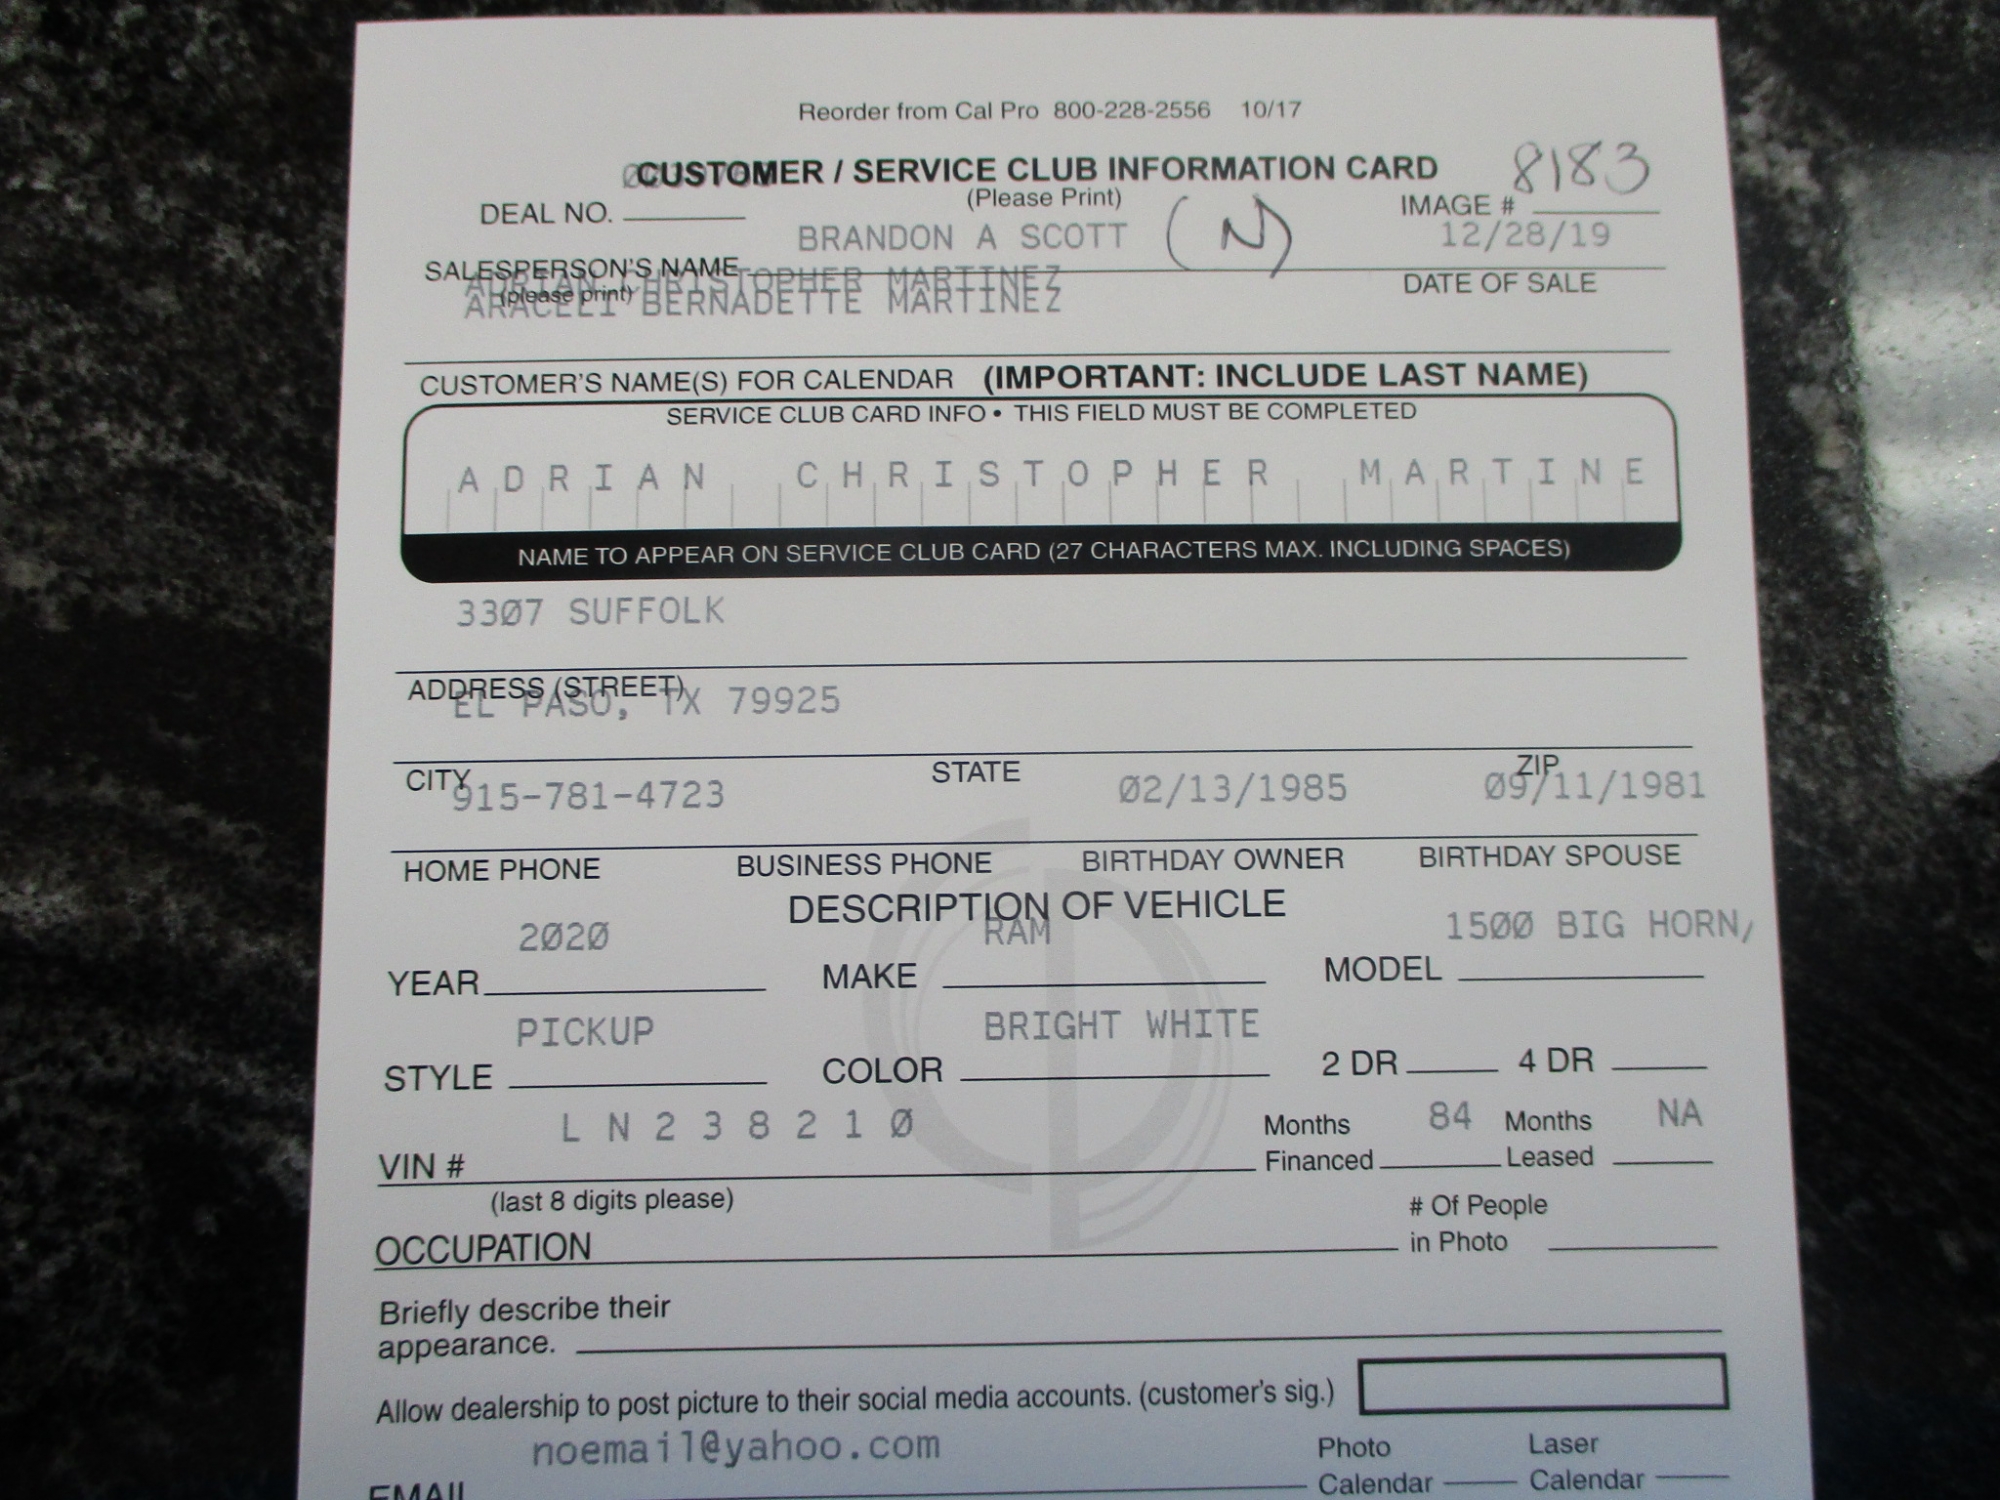 Reorder from Cal Pro 800-228-2556 10/17
CUSTOMER / SERVICE CLUB INFORMATION CARD 8183
(Please Print)
DEAL NO. IMAGE #
BRANDON A SCOTT (N) 12/28/19
SALESPERSON'S NAME DATE OF SALE
ADRIAN CHRISTOPHER MARTINEZ
(please print)
ARACELI BERNADETTE MARTINEZ
CUSTOMER'S NAME(S) FOR CALENDAR (IMPORTANT: INCLUDE LAST NAME)
SERVICE CLUB CARD INFO • THIS FIELD MUST BE COMPLETED
ADRIAN CHRISTOPHER MARTINE
NAME TO APPEAR ON SERVICE CLUB CARD (27 CHARACTERS MAX. INCLUDING SPACES)
3307 SUFFOLK
ADDRESS (STREET)
EL PASO, TX 79925
CITY STATE ZIP
915-781-4723 02/13/1985 09/11/1981
HOME PHONE BUSINESS PHONE BIRTHDAY OWNER BIRTHDAY SPOUSE
DESCRIPTION OF VEHICLE
2020 RAM 1500 BIG HORN/
YEAR MAKE MODEL
PICKUP BRIGHT WHITE
STYLE COLOR 2 DR 4 DR
LN238210 Months 84 Months NA
VIN # Financed Leased
(last 8 digits please) # Of People
OCCUPATION in Photo
Briefly describe their
appearance.
Allow dealership to post picture to their social media accounts. (customer's sig.)
noemail@yahoo.com Photo Laser
EMAIL Calendar Calendar